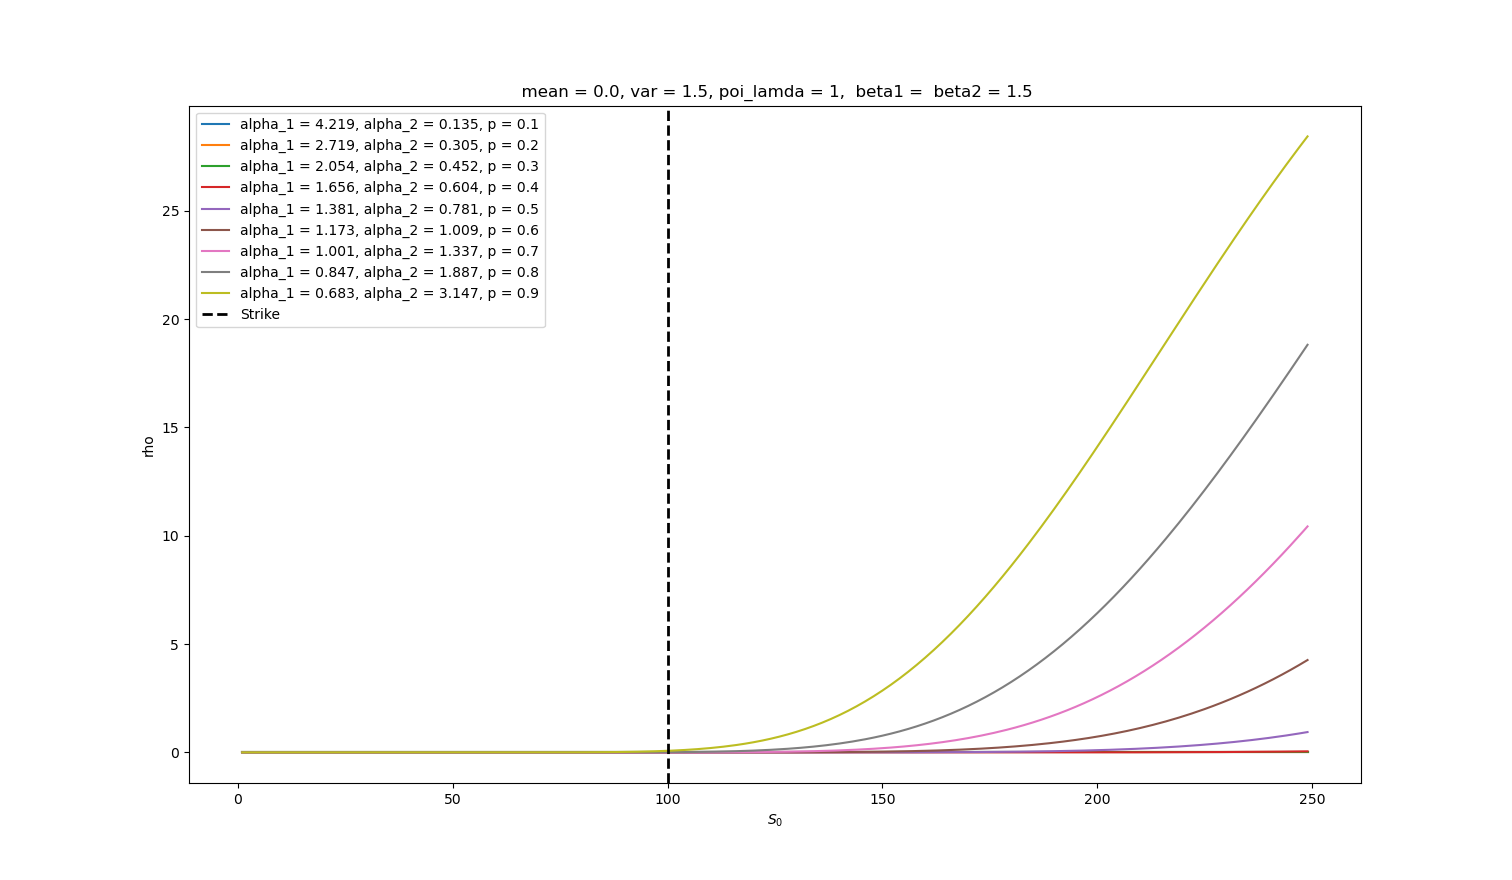 mean = 0.0, var = 1.5, poi_lamda = 1,  beta1 =  beta2 = 1.5
alpha_1 = 4.219, alpha_2 = 0.135, p = 0.1
alpha_1 = 2.719, alpha_2 = 0.305, p = 0.2
alpha_1 = 2.054, alpha_2 = 0.452, p = 0.3
alpha_1 = 1.656, alpha_2 = 0.604, p = 0.4
alpha_1 = 1.381, alpha_2 = 0.781, p = 0.5
alpha_1 = 1.173, alpha_2 = 1.009, p = 0.6
alpha_1 = 1.001, alpha_2 = 1.337, p = 0.7
alpha_1 = 0.847, alpha_2 = 1.887, p = 0.8
alpha_1 = 0.683, alpha_2 = 3.147, p = 0.9
Strike
25
20
15
10
5
0
rho
0 50 100 150 200 250
S₀